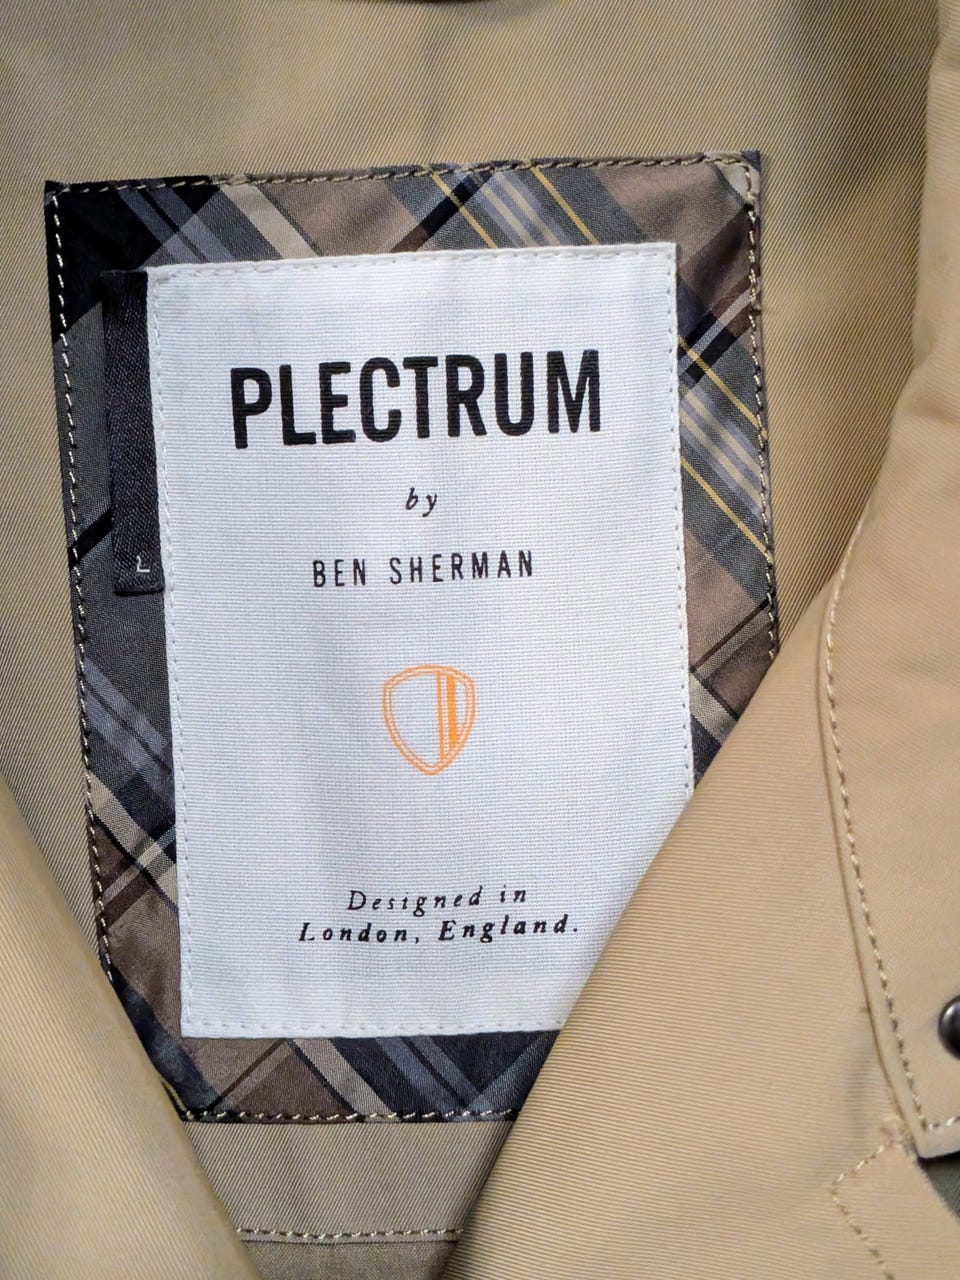 PLECTRUM
by
BEN SHERMAN
Designed in
London, England.
L